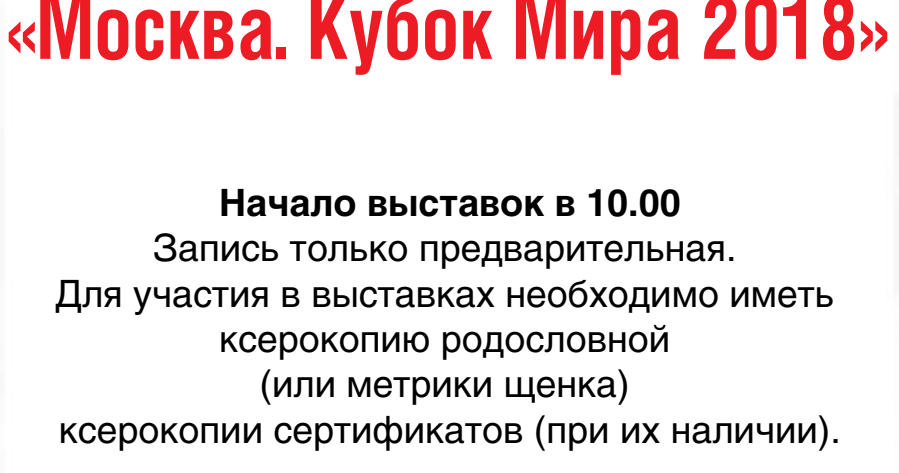 «Москва. Кубок Мира 2018»
Начало выставок в 10.00
Запись только предварительная.
Для участия в выставках необходимо иметь
ксерокопию родословной
(или метрики щенка)
ксерокопии сертификатов (при их наличии).